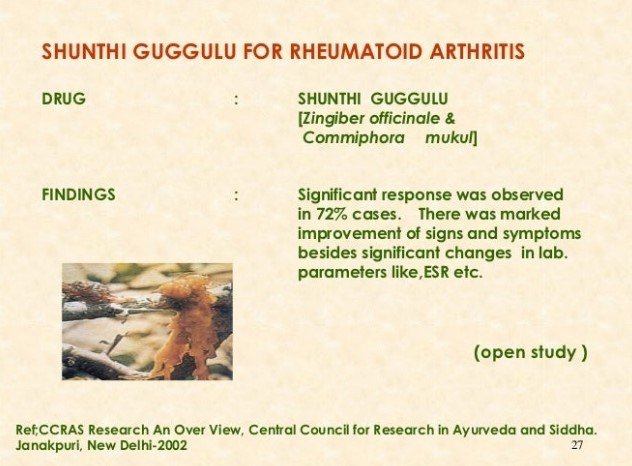 SHUNTHI GUGGULU FOR RHEUMATOID ARTHRITIS
DRUG : SHUNTHI GUGGULU
[Zingiber officinale &
Commiphora mukul]
FINDINGS : Significant response was observed
in 72% cases. There was marked
improvement of signs and symptoms
besides significant changes in lab.
parameters like,ESR etc.
(open study )
Ref;CCRAS Research An Over View, Central Council for Research in Ayurveda and Siddha.
Janakpuri, New Delhi-2002 27